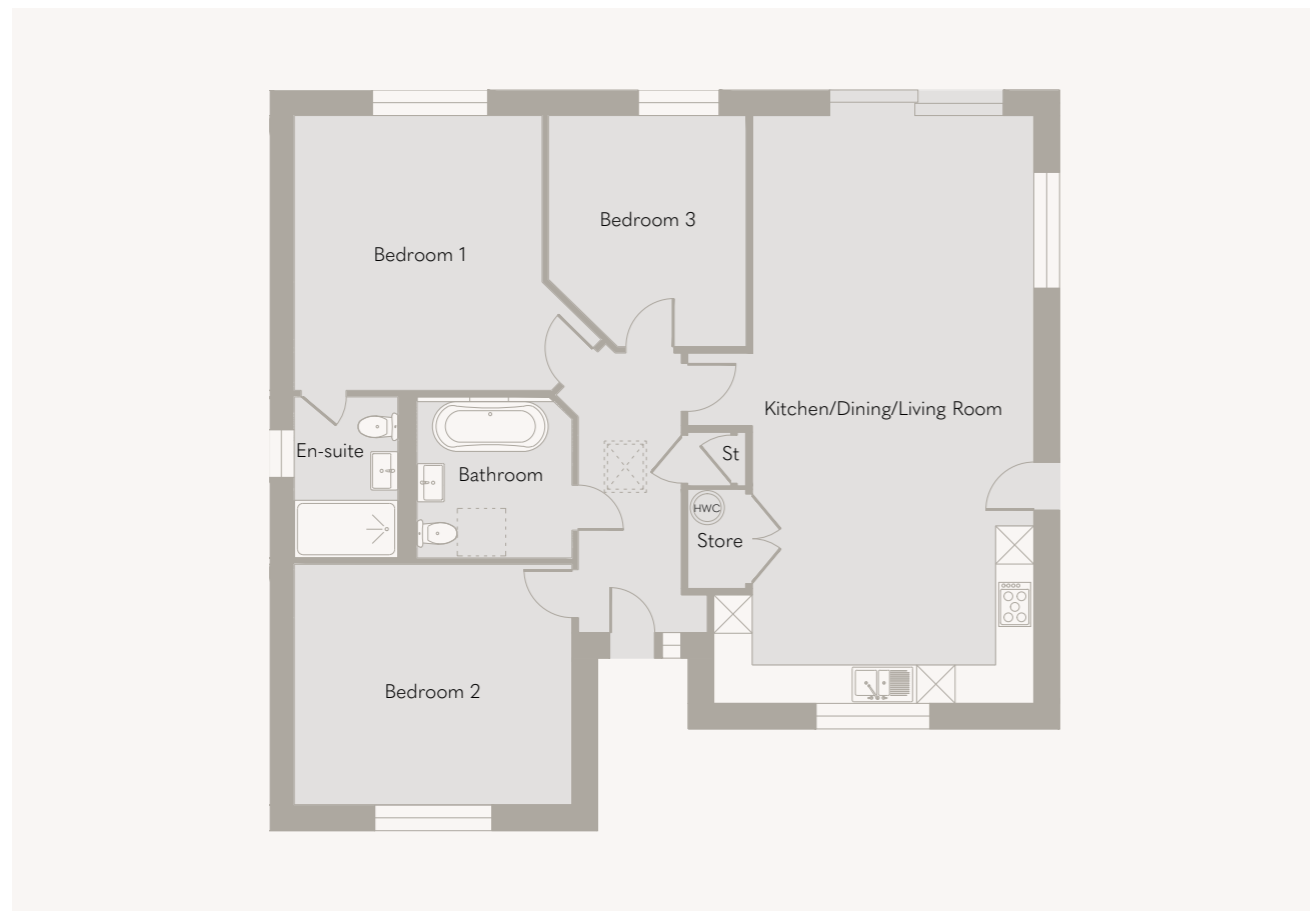 Bedroom 3
Bedroom 1
Kitchen/Dining/Living Room
En-suite
St
Bathroom
HWC
Store
Bedroom 2